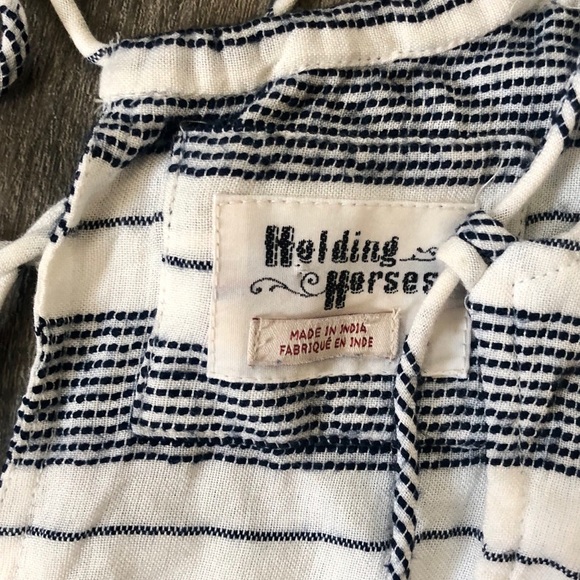 Holding
Horses
MADE IN INDIA
FABRIQUÉ EN INDE